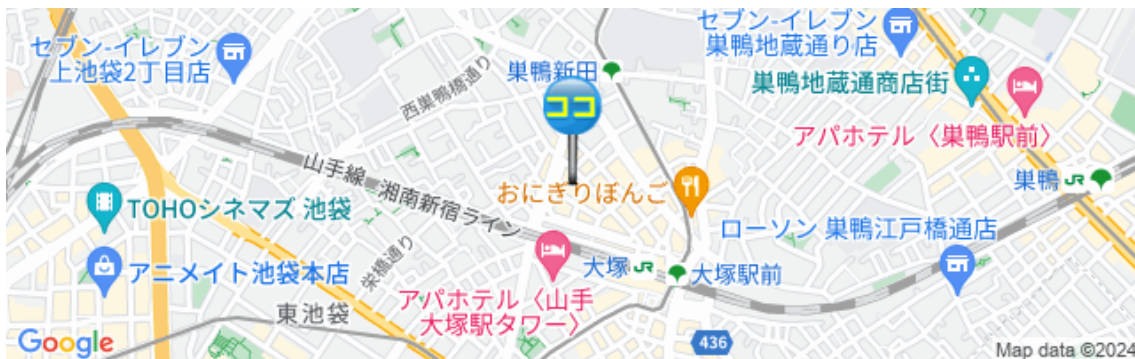 セブン-イレブン
上池袋2丁目店
西巣鴨橋通り
巣鴨新田
セブン-イレブン
巣鴨地蔵通り店
巣鴨地蔵通商店街
アパホテル〈巣鴨駅前〉
ココ
山手線
湘南新宿ライン
おにぎりぼんご
巣鴨
JR
TOHOシネマズ 池袋
ローソン 巣鴨江戸橋通店
アニメイト池袋本店
栄橋通り
大塚
JR
大塚駅前
アパホテル〈山手
大塚駅タワー〉
東池袋
436
Google
Map data ©2024